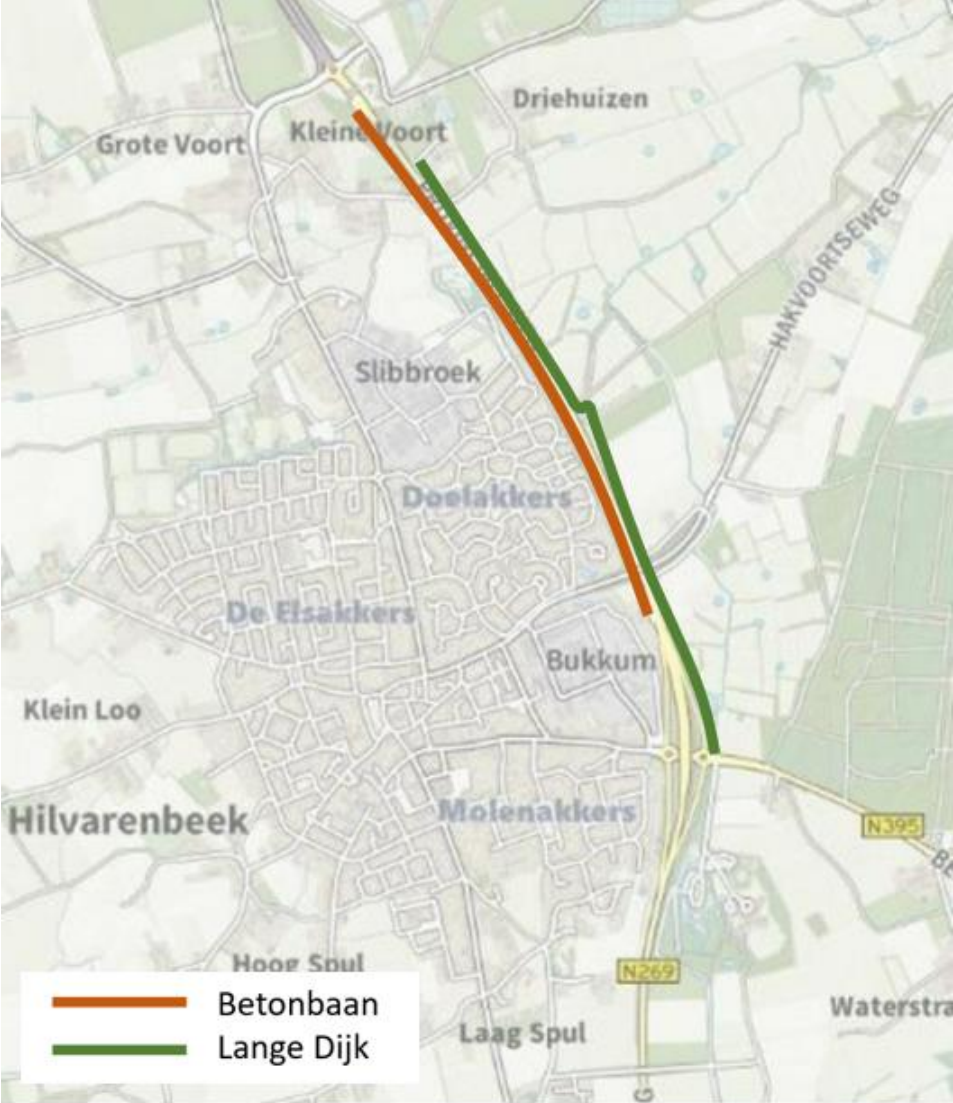 Driehuizen
Kleine Voort
Grote Voort
HAKVOORTSEWEG
Slibbroek
Doelakkers
De Elsakkers
Bukkum
Klein Loo
Molenakkers
Hilvarenbeek
N395
BE
Hoog Spul
N269
Betonbaan
Waterstra
Laag Spul
Lange Dijk
G